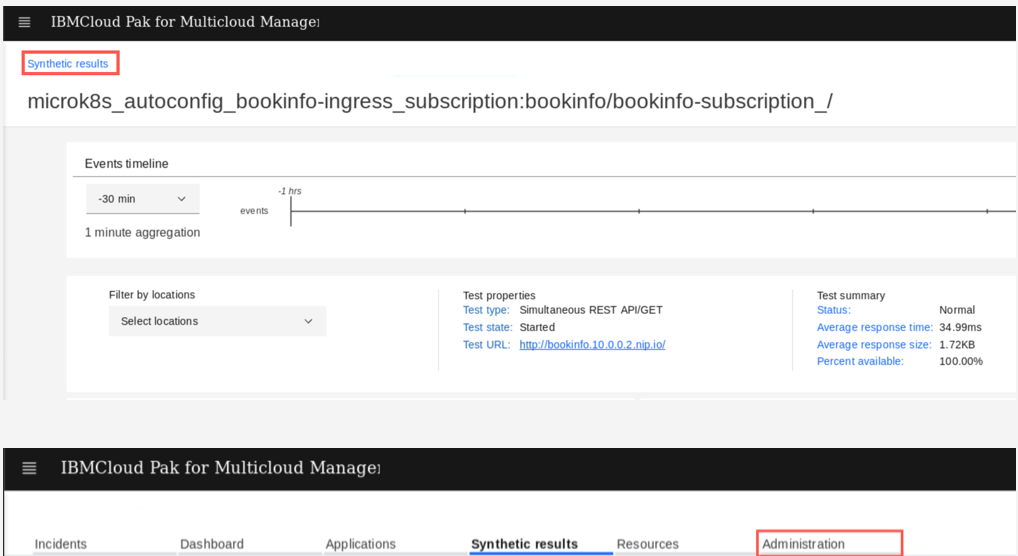 IBMCloud Pak for Multicloud Manager
Synthetic results
microk8s_autoconfig_bookinfo-ingress_subscription:bookinfo/bookinfo-subscription_/
Events timeline
-30 min
-1 hrs
events
1 minute aggregation
Filter by locations
Select locations
Test properties
Test type: Simultaneous REST API/GET
Test state: Started
Test URL: http://bookinfo.10.0.0.2.nip.io/
Test summary
Status: Normal
Average response time: 34.99ms
Average response size: 1.72KB
Percent available: 100.00%
IBMCloud Pak for Multicloud Manager
Incidents Dashboard Applications Synthetic results Resources Administration